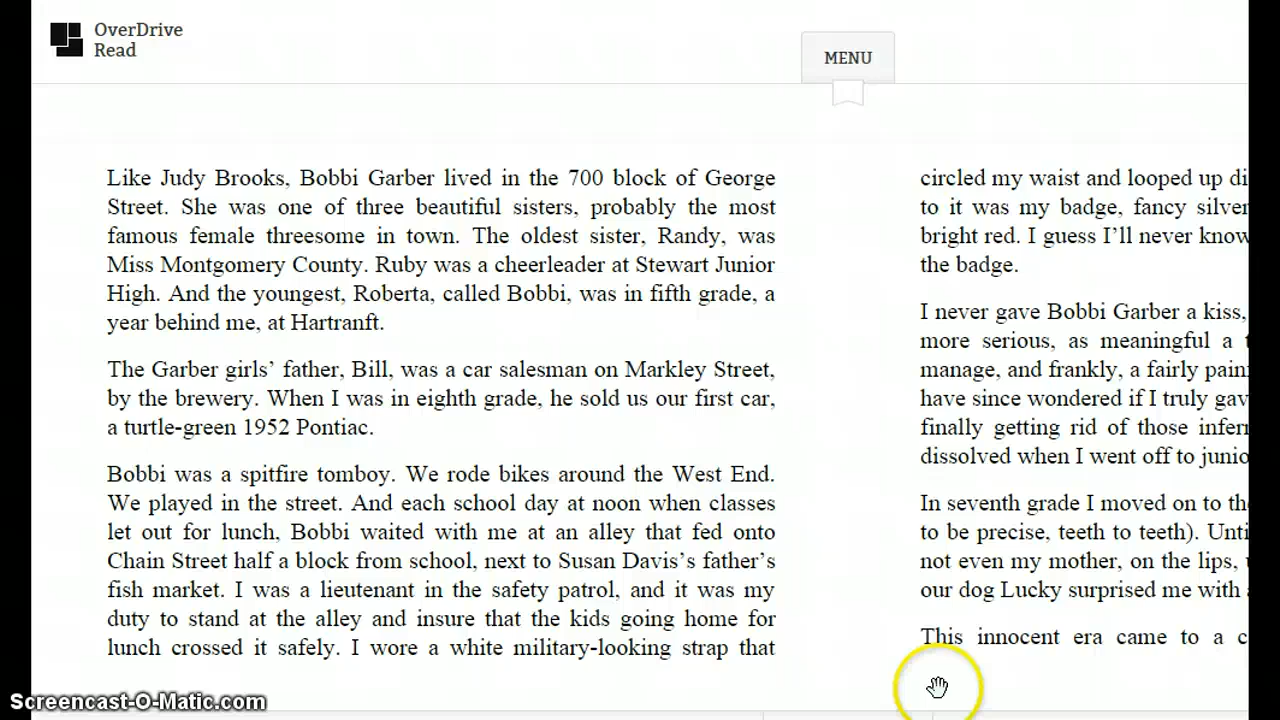 OverDrive
Read
MENU
Like Judy Brooks, Bobbi Garber lived in the 700 block of George
Street. She was one of three beautiful sisters, probably the most
famous female threesome in town. The oldest sister, Randy, was
Miss Montgomery County. Ruby was a cheerleader at Stewart Junior
High. And the youngest, Roberta, called Bobbi, was in fifth grade, a
year behind me, at Hartranft.
The Garber girls’ father, Bill, was a car salesman on Markley Street,
by the brewery. When I was in eighth grade, he sold us our first car,
a turtle-green 1952 Pontiac.
Bobbi was a spitfire tomboy. We rode bikes around the West End.
We played in the street. And each school day at noon when classes
let out for lunch, Bobbi waited with me at an alley that fed onto
Chain Street half a block from school, next to Susan Davis’s father’s
fish market. I was a lieutenant in the safety patrol, and it was my
duty to stand at the alley and insure that the kids going home for
lunch crossed it safely. I wore a white military-looking strap that
circled my waist and looped up
to it was my badge, fancy silver
bright red. I guess I’ll never know
the badge.
I never gave Bobbi Garber a kiss,
more serious, as meaningful a
manage, and frankly, a fairly
have since wondered if I truly
finally getting rid of those
dissolved when I went off to
In seventh grade I moved on to
to be precise, teeth to teeth).
not even my mother, on the lips,
our dog Lucky surprised me with
This innocent era came to a
Screencast-O-Matic.com